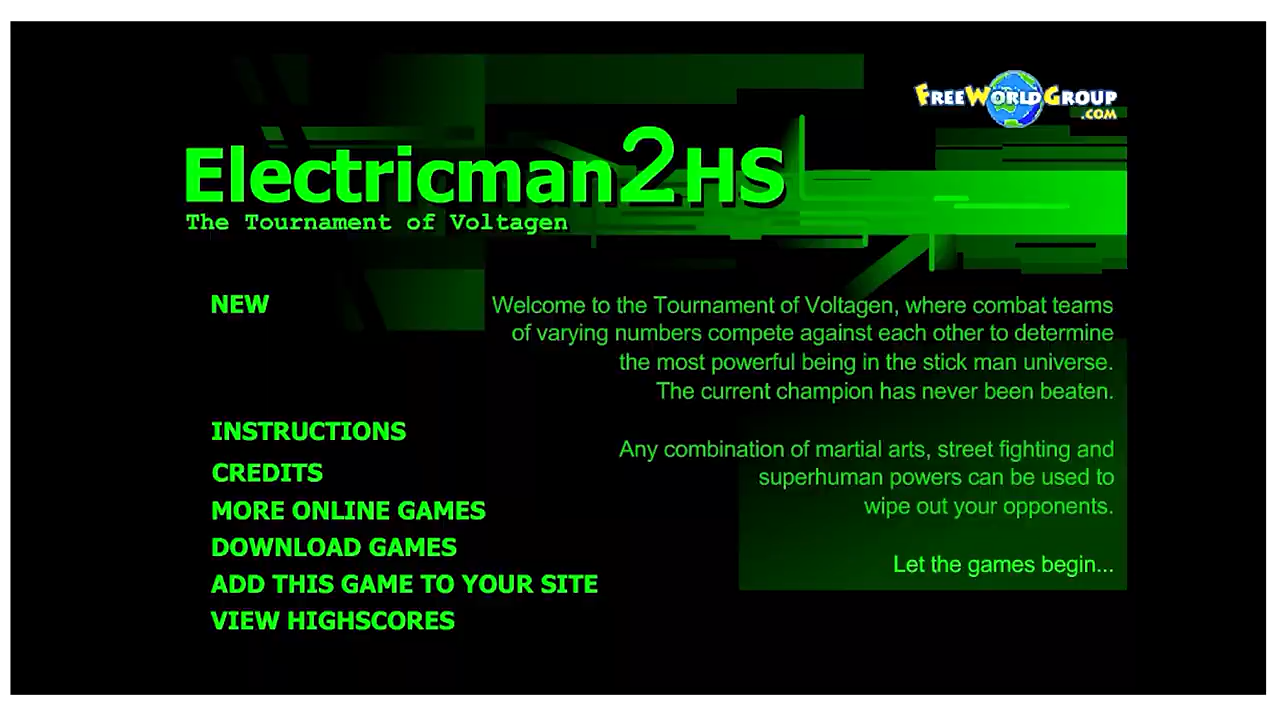 FREEWORLDGROUP
.COM
Electricman2HS
The Tournament of Voltagen
NEW
Welcome to the Tournament of Voltagen, where combat teams
of varying numbers compete against each other to determine
the most powerful being in the stick man universe.
The current champion has never been beaten.
Any combination of martial arts, street fighting and
superhuman powers can be used to
wipe out your opponents.
Let the games begin...
INSTRUCTIONS
CREDITS
MORE ONLINE GAMES
DOWNLOAD GAMES
ADD THIS GAME TO YOUR SITE
VIEW HIGHSCORES